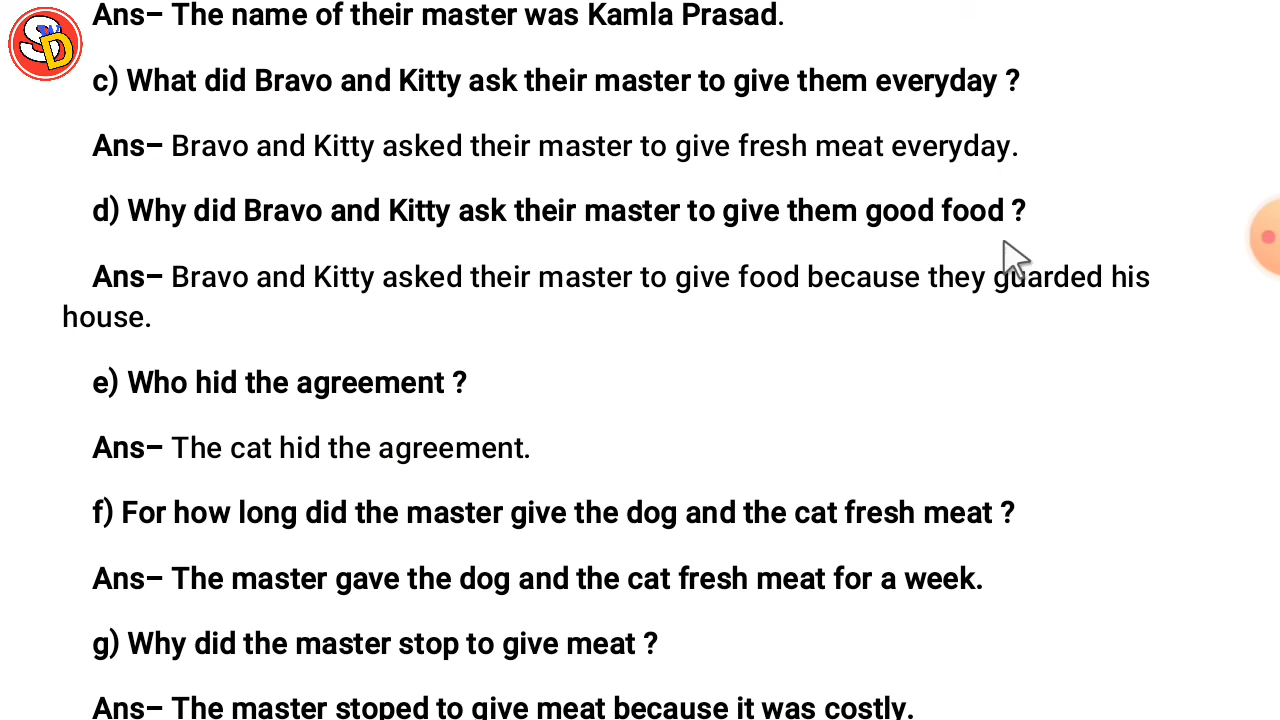 Ans– The name of their master was Kamla Prasad.
SD
c) What did Bravo and Kitty ask their master to give them everyday ?
Ans– Bravo and Kitty asked their master to give fresh meat everyday.
d) Why did Bravo and Kitty ask their master to give them good food ?
Ans– Bravo and Kitty asked their master to give food because they guarded his
house.
e) Who hid the agreement ?
Ans– The cat hid the agreement.
f) For how long did the master give the dog and the cat fresh meat ?
Ans– The master gave the dog and the cat fresh meat for a week.
g) Why did the master stop to give meat ?
Ans– The master stoped to give meat because it was costly.